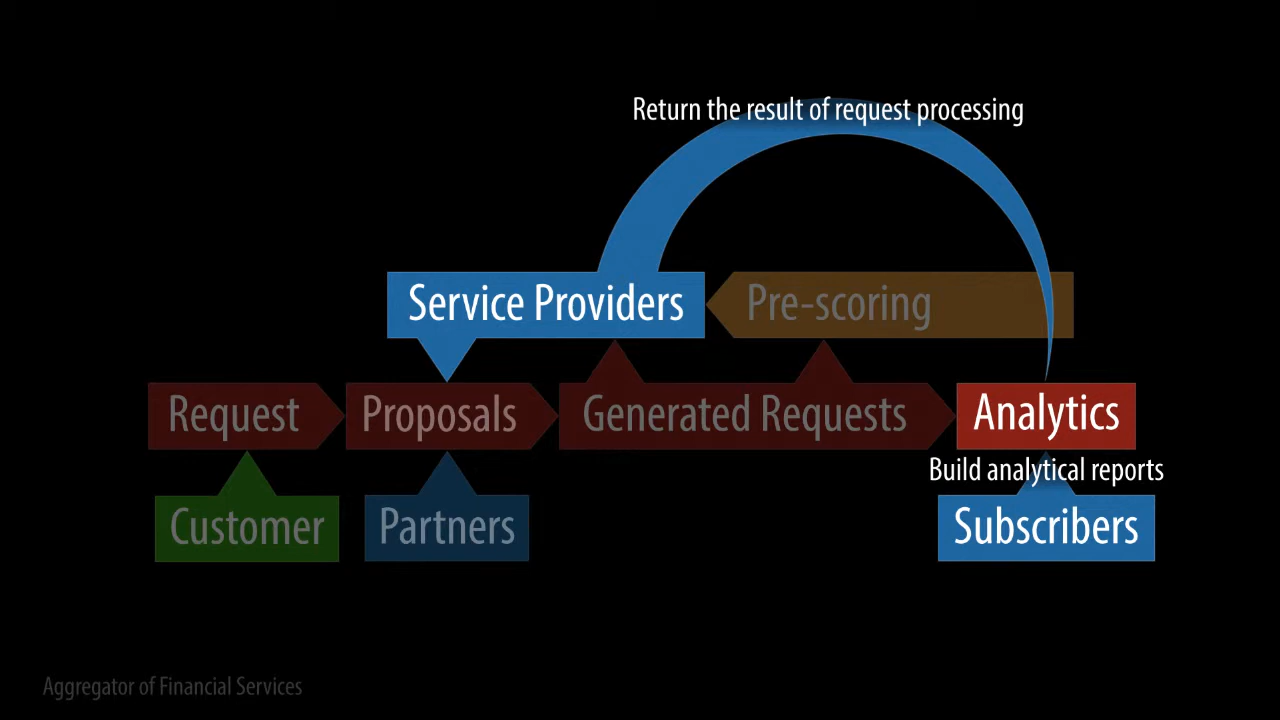 Return the result of request processing
Service Providers
Pre-scoring
Request
Proposals
Generated Requests
Analytics
Build analytical reports
Customer
Partners
Subscribers
Aggregator of Financial Services